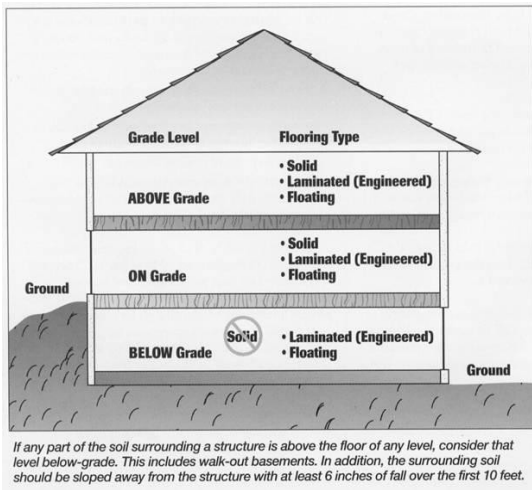 Grade Level Flooring Type
• Solid
• Laminated (Engineered)
• Floating
ABOVE Grade
• Solid
• Laminated (Engineered)
• Floating
ON Grade
Ground
Solid • Laminated (Engineered)
• Floating
BELOW Grade
Ground
If any part of the soil surrounding a structure is above the floor of any level, consider that
level below-grade. This includes walk-out basements. In addition, the surrounding soil
should be sloped away from the structure with at least 6 inches of fall over the first 10 feet.